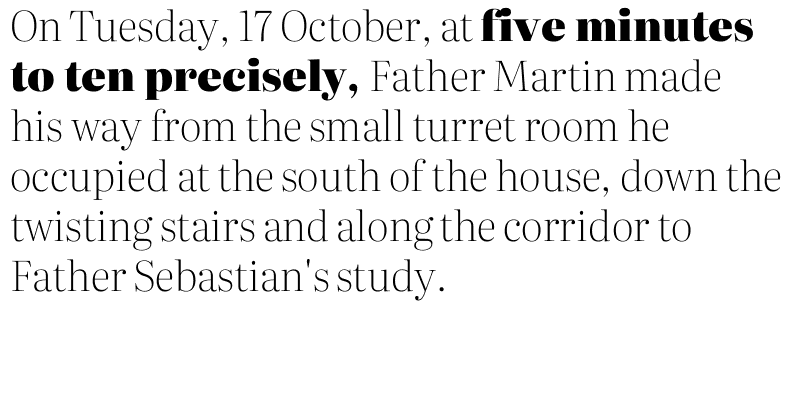 On Tuesday, 17 October, at five minutes
to ten precisely, Father Martin made
his way from the small turret room he
occupied at the south of the house, down the
twisting stairs and along the corridor to
Father Sebastian's study.